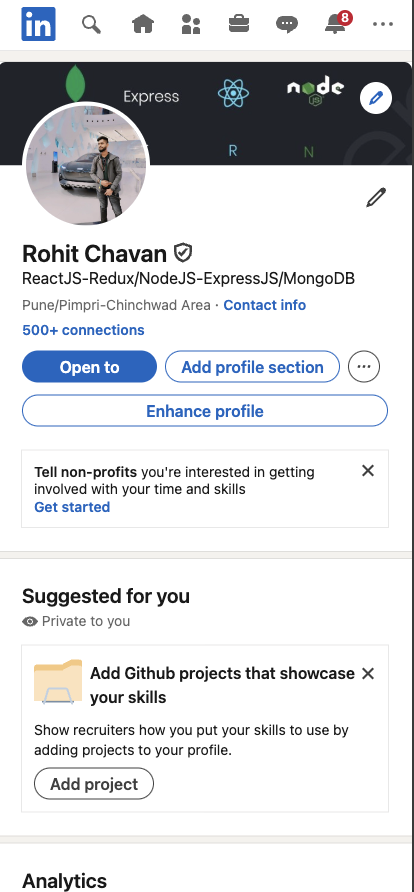 in
8
Express
node
JS
R
N
Rohit Chavan
ReactJS-Redux/NodeJS-ExpressJS/MongoDB
Pune/Pimpri-Chinchwad Area · Contact info
500+ connections
Open to
Add profile section
Enhance profile
Tell non-profits you're interested in getting
involved with your time and skills
Get started
Suggested for you
Private to you
Add Github projects that showcase
your skills
Show recruiters how you put your skills to use by
adding projects to your profile.
Add project
Analytics